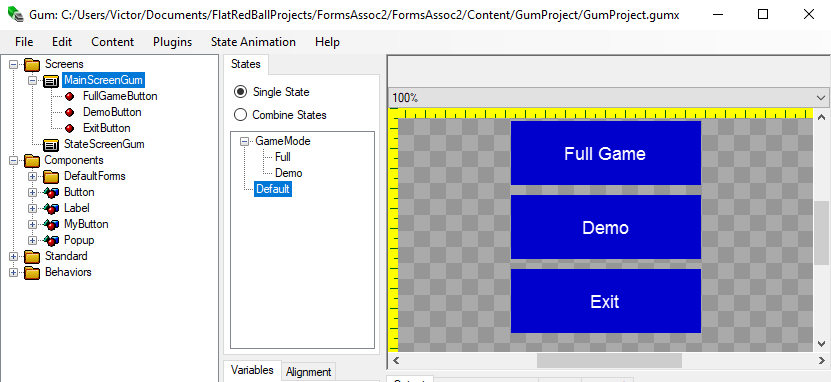 Gum: C:/Users/Victor/Documents/FlatRedBallProjects/FormsAssoc2/FormsAssoc2/Content/GumProject/GumProject.gumx
File Edit Content Plugins State Animation Help
Screens
MainScreenGum
FullGameButton
DemoButton
ExitButton
StateScreenGum
Components
DefaultForms
Button
Label
MyButton
Popup
Standard
Behaviors
States
Single State
Combine States
GameMode
Full
Demo
Default
Variables Alignment
100%
Full Game
Demo
Exit